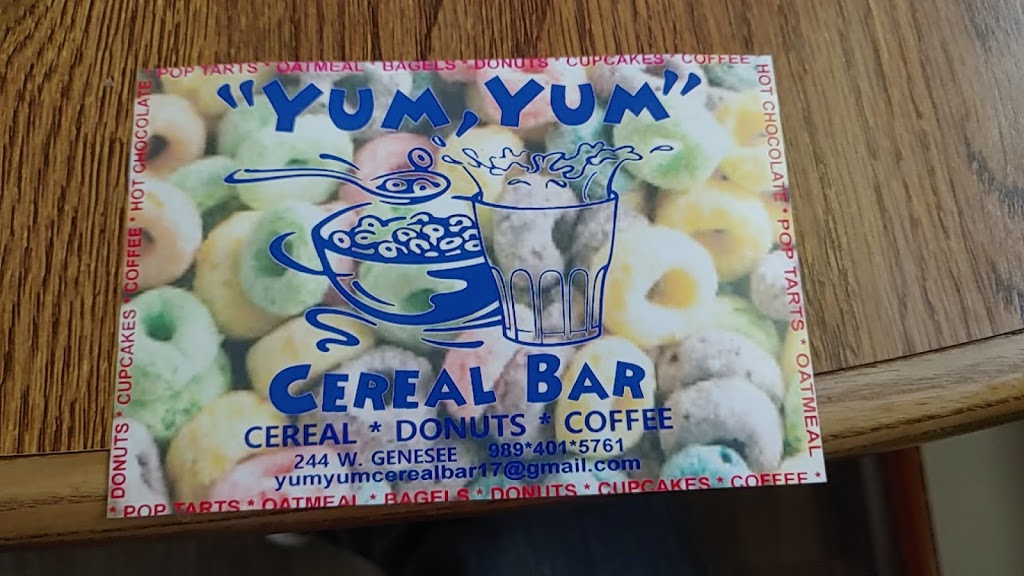 POP TARTS * OATMEAL * BAGELS * DONUTS * CUPCAKES * COFFEE
HOT CHOCOLATE * POP TARTS * OATMEAL
DONUTS * CUPCAKES * COFFEE * HOT CHOCOLATE
"YUM, YUM"
CEREAL BAR
CEREAL * DONUTS * COFFEE
244 W. GENESEE 989*401*5761
yumyumcerealbar17@gmail.com
* POP TARTS * OATMEAL * BAGELS * DONUTS * CUPCAKES * COFFEE *